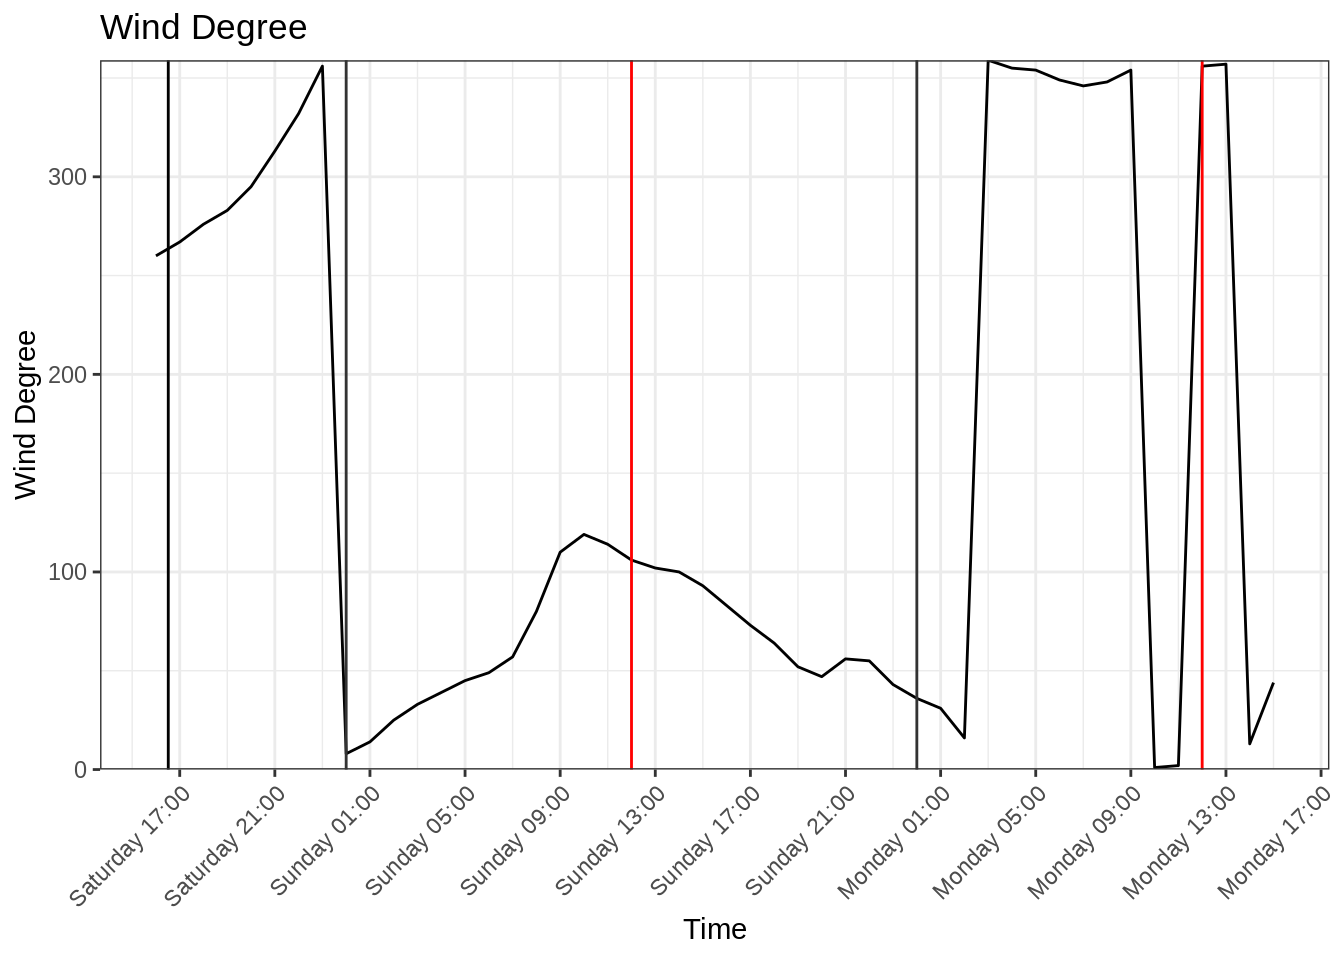 Wind Degree
Wind Degree
300
200
100
0
Saturday 17:00
Saturday 21:00
Sunday 01:00
Sunday 05:00
Sunday 09:00
Sunday 13:00
Sunday 17:00
Sunday 21:00
Monday 01:00
Monday 05:00
Monday 09:00
Monday 13:00
Monday 17:00
Time